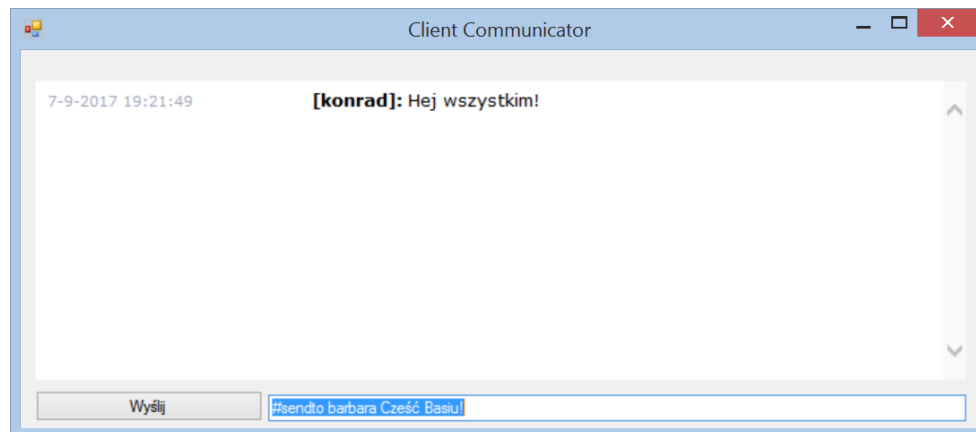 Client Communicator
7-9-2017 19:21:49 [konrad]: Hej wszystkim!
Wyślij #sendto barbara Cześć Basiu!